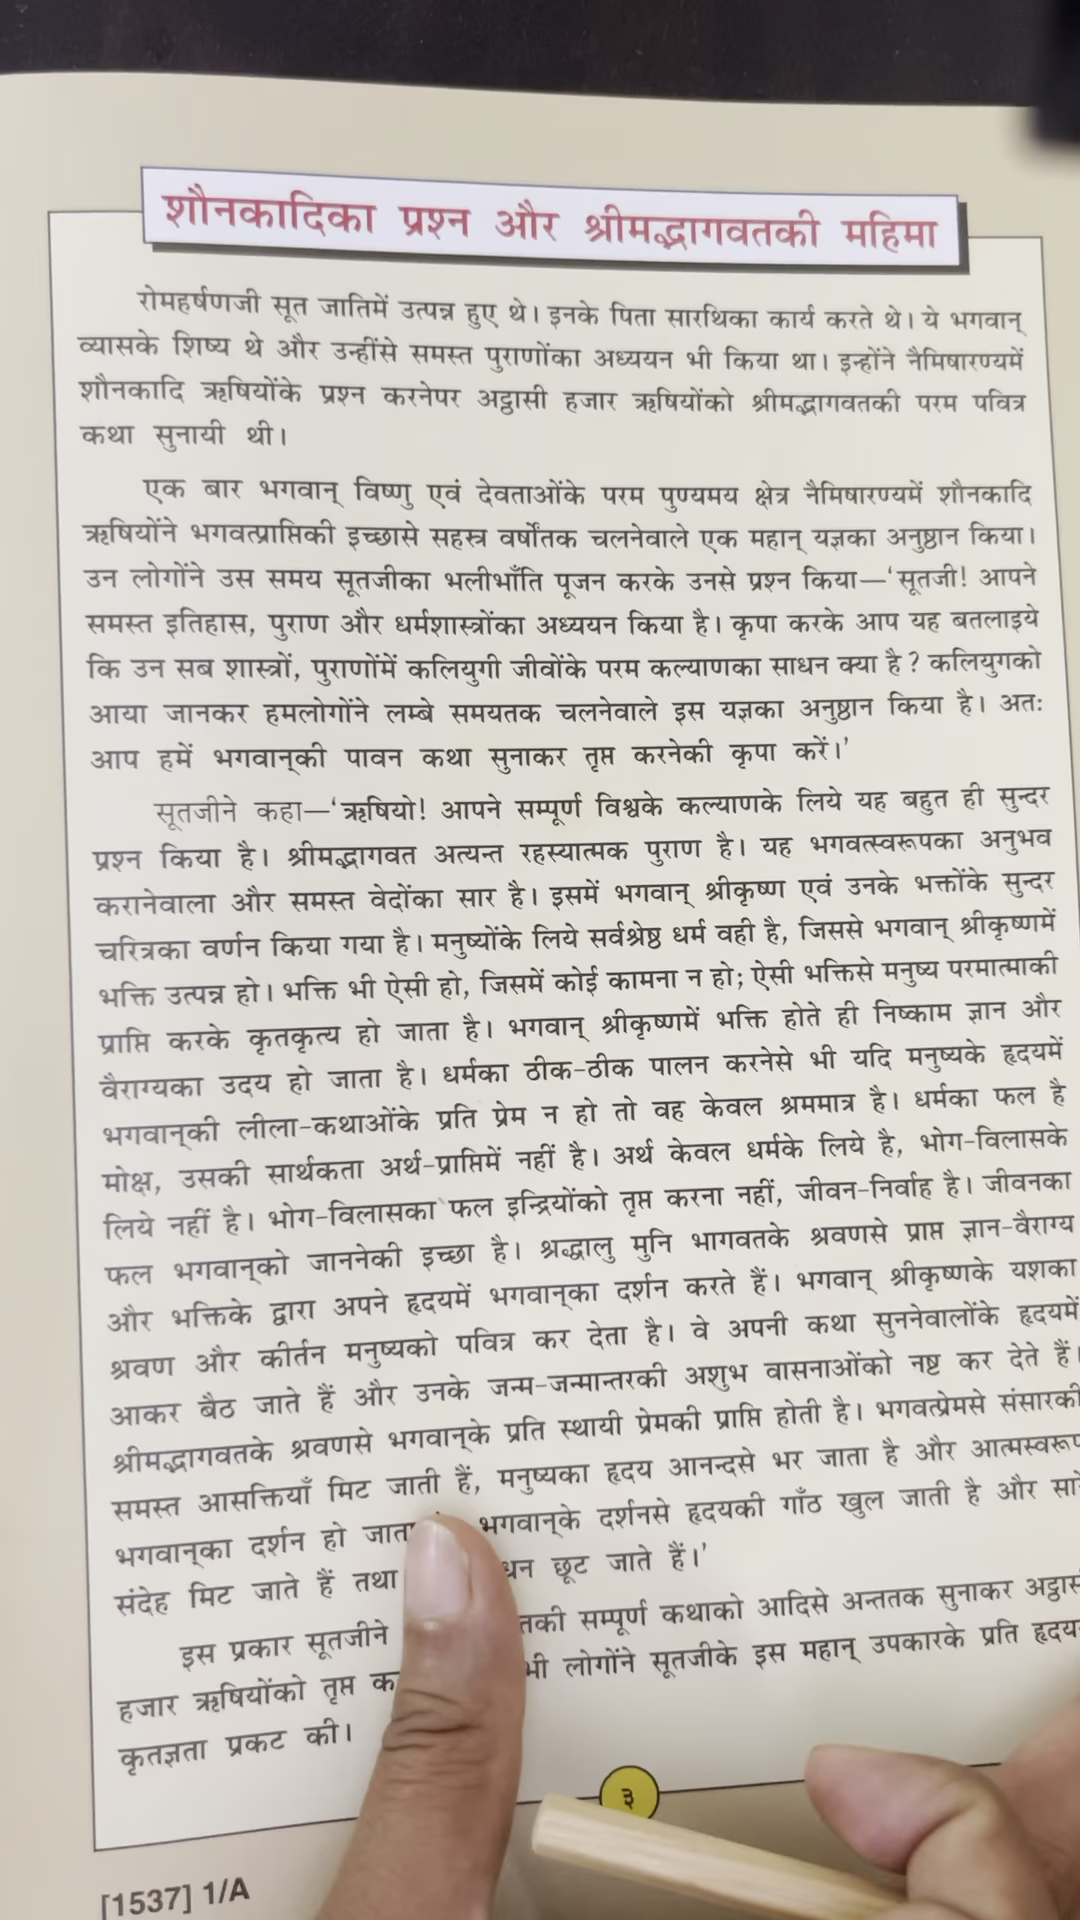 शौनकादिका प्रश्न और श्रीमद्भागवतकी महिमा
रोमहर्षणजी सूत जातिमें उत्पन्न हुए थे। इनके पिता सारथिका कार्य करते थे। ये भगवान्
व्यासके शिष्य थे और उन्हींसे समस्त पुराणोंका अध्ययन भी किया था। इन्होंने नैमिषारण्यमें
शौनकादि ऋषियोंके प्रश्न करनेपर अट्ठासी हजार ऋषियोंको श्रीमद्भागवतकी परम पवित्र
कथा सुनायी थी।
एक बार भगवान् विष्णु एवं देवताओंके परम पुण्यमय क्षेत्र नैमिषारण्यमें शौनकादि
ऋषियोंने भगवत्प्राप्तिकी इच्छासे सहस्त्र वर्षोंतक चलनेवाले एक महान् यज्ञका अनुष्ठान किया।
उन लोगोंने उस समय सूतजीका भलीभाँति पूजन करके उनसे प्रश्न किया—‘सूतजी! आपने
समस्त इतिहास, पुराण और धर्मशास्त्रोंका अध्ययन किया है। कृपा करके आप यह बतलाइये
कि उन सब शास्त्रों, पुराणोंमें कलियुगी जीवोंके परम कल्याणका साधन क्या है? कलियुगको
आया जानकर हमलोगोंने लम्बे समयतक चलनेवाले इस यज्ञका अनुष्ठान किया है। अतः
आप हमें भगवान्‌की पावन कथा सुनाकर तृप्त करनेकी कृपा करें।’
सूतजीने कहा—‘ऋषियो! आपने सम्पूर्ण विश्वके कल्याणके लिये यह बहुत ही सुन्दर
प्रश्न किया है। श्रीमद्भागवत अत्यन्त रहस्यात्मक पुराण है। यह भगवत्स्वरूपका अनुभव
करानेवाला और समस्त वेदोंका सार है। इसमें भगवान् श्रीकृष्ण एवं उनके भक्तोंके सुन्दर
चरित्रका वर्णन किया गया है। मनुष्योंके लिये सर्वश्रेष्ठ धर्म वही है, जिससे भगवान् श्रीकृष्णमें
भक्ति उत्पन्न हो। भक्ति भी ऐसी हो, जिसमें कोई कामना न हो; ऐसी भक्तिसे मनुष्य परमात्माकी
प्राप्ति करके कृतकृत्य हो जाता है। भगवान् श्रीकृष्णमें भक्ति होते ही निष्काम ज्ञान और
वैराग्यका उदय हो जाता है। धर्मका ठीक-ठीक पालन करनेसे भी यदि मनुष्यके हृदयमें
भगवान्‌की लीला-कथाओंके प्रति प्रेम न हो तो वह केवल श्रममात्र है। धर्मका फल है
मोक्ष, उसकी सार्थकता अर्थ-प्राप्तिमें नहीं है। अर्थ केवल धर्मके लिये है, भोग-विलासके
लिये नहीं है। भोग-विलासका फल इन्द्रियोंको तृप्त करना नहीं, जीवन-निर्वाह है। जीवनका
फल भगवान्‌को जाननेकी इच्छा है। श्रद्धालु मुनि भागवतके श्रवणसे प्राप्त ज्ञान-वैराग्य
और भक्तिके द्वारा अपने हृदयमें भगवान्‌का दर्शन करते हैं। भगवान् श्रीकृष्णके यशका
श्रवण और कीर्तन मनुष्यको पवित्र कर देता है। वे अपनी कथा सुननेवालोंके हृदयमें
आकर बैठ जाते हैं और उनके जन्म-जन्मान्तरकी अशुभ वासनाओंको नष्ट कर देते हैं।
श्रीमद्भागवतके श्रवणसे भगवान्‌के प्रति स्थायी प्रेमकी प्राप्ति होती है। भगवत्प्रेमसे संसारकी
समस्त आसक्तियाँ मिट जाती हैं, मनुष्यका हृदय आनन्दसे भर जाता है और आत्मस्वरूप
भगवान्‌का दर्शन हो भगवान्‌के दर्शनसे हृदयकी गाँठ खुल जाती है और
संदेह मिट जाते हैं तथा छूट जाते हैं।’
इस प्रकार सूतजीने सम्पूर्ण कथाको आदिसे अन्ततक सुनाकर
हजार ऋषियोंको तृप्त लोगोंने सूतजीके इस महान् उपकारके प्रति
कृतज्ञता प्रकट की।
३
[1537] 1/A